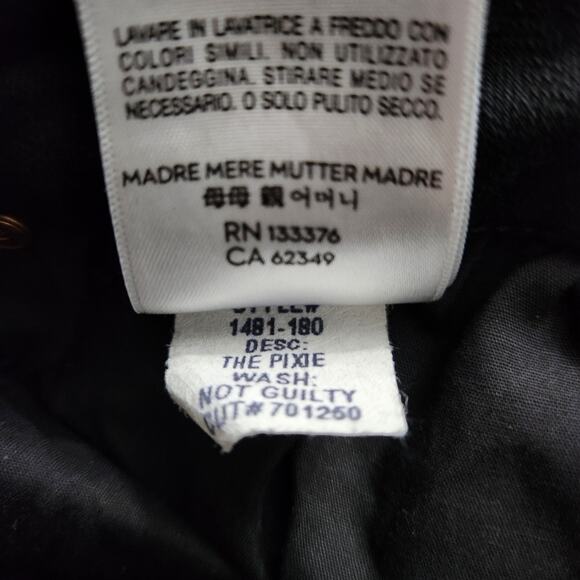 LAVARE IN LAVATRICE A FREDDO CON
COLORI SIMILI. NON UTILIZZATO
CANDEGGINA. STIRARE MEDIO SE
NECESSARIO. O SOLO PULITO SECCO.
MADRE MERE MUTTER MADRE
母母 親 어머니
RN 133376
CA 62349
STYLE#
1481-180
DESC:
THE PIXIE
WASH:
NOT GUILTY
CUT# 701250